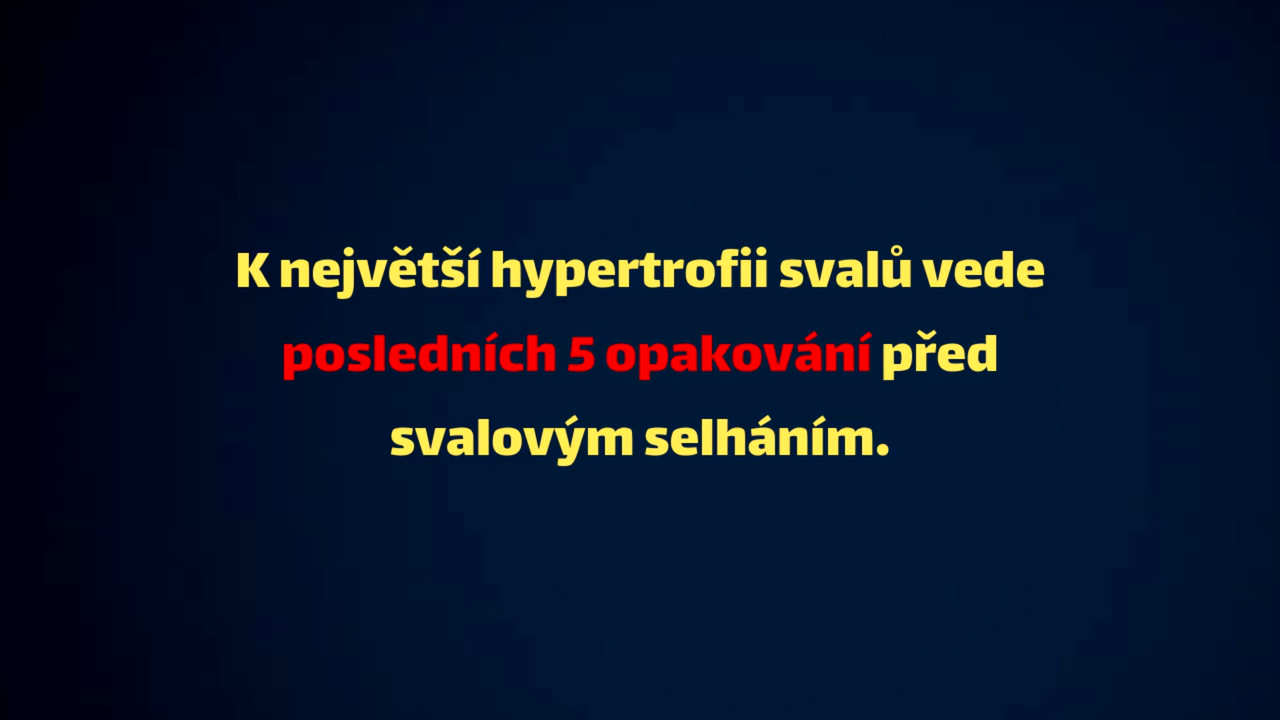 K největší hypertrofii svalů vede
posledních 5 opakování před
svalovým selháním.